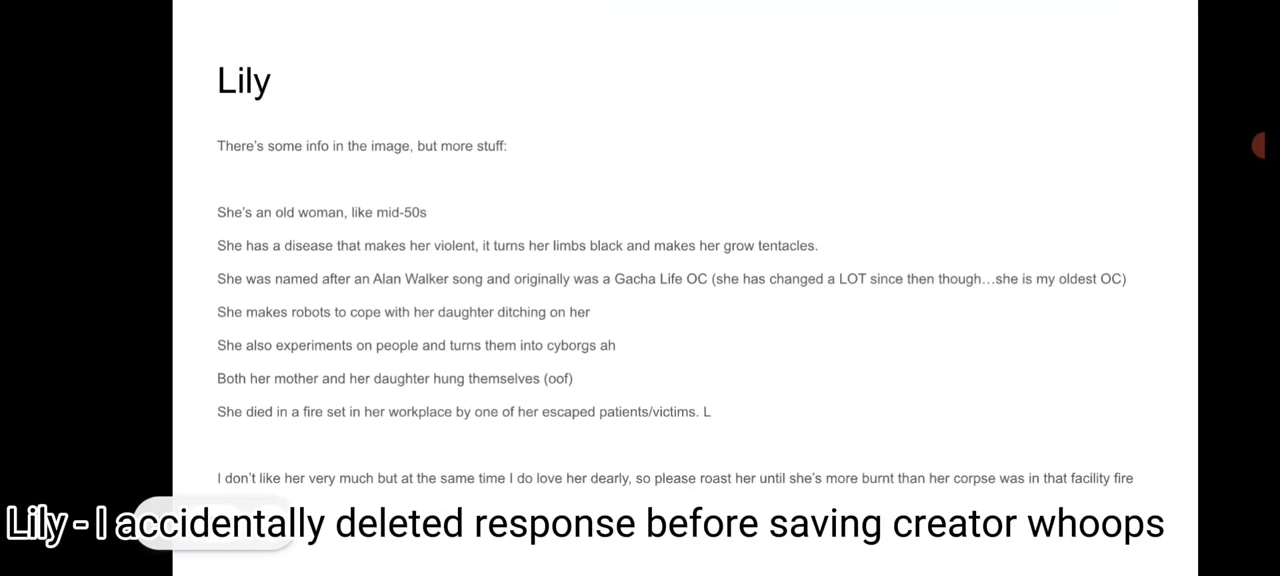 Lily
There's some info in the image, but more stuff:
She's an old woman, like mid-50s
She has a disease that makes her violent, it turns her limbs black and makes her grow tentacles.
She was named after an Alan Walker song and originally was a Gacha Life OC (she has changed a LOT since then though…she is my oldest OC)
She makes robots to cope with her daughter ditching on her
She also experiments on people and turns them into cyborgs ah
Both her mother and her daughter hung themselves (oof)
She died in a fire set in her workplace by one of her escaped patients/victims. L
I don't like her very much but at the same time I do love her dearly, so please roast her until she's more burnt than her corpse was in that facility fire
Lily - I accidentally deleted response before saving creator whoops